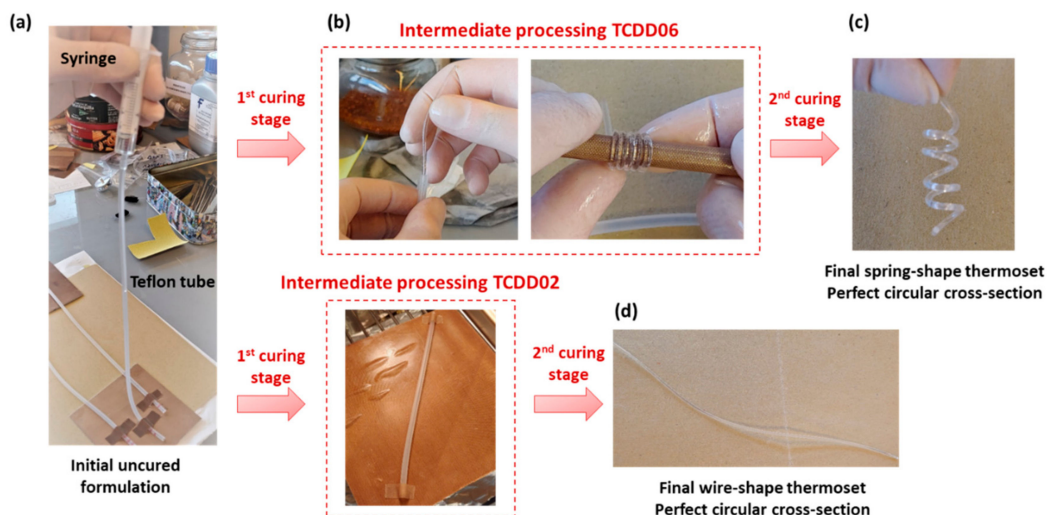 (a)
Syringe
Teflon tube
Initial uncured
formulation
1st curing
stage
(b)
Intermediate processing TCDD06
2nd curing
stage
(c)
Final spring-shape thermoset
Perfect circular cross-section
1st curing
stage
Intermediate processing TCDD02
2nd curing
stage
(d)
Final wire-shape thermoset
Perfect circular cross-section